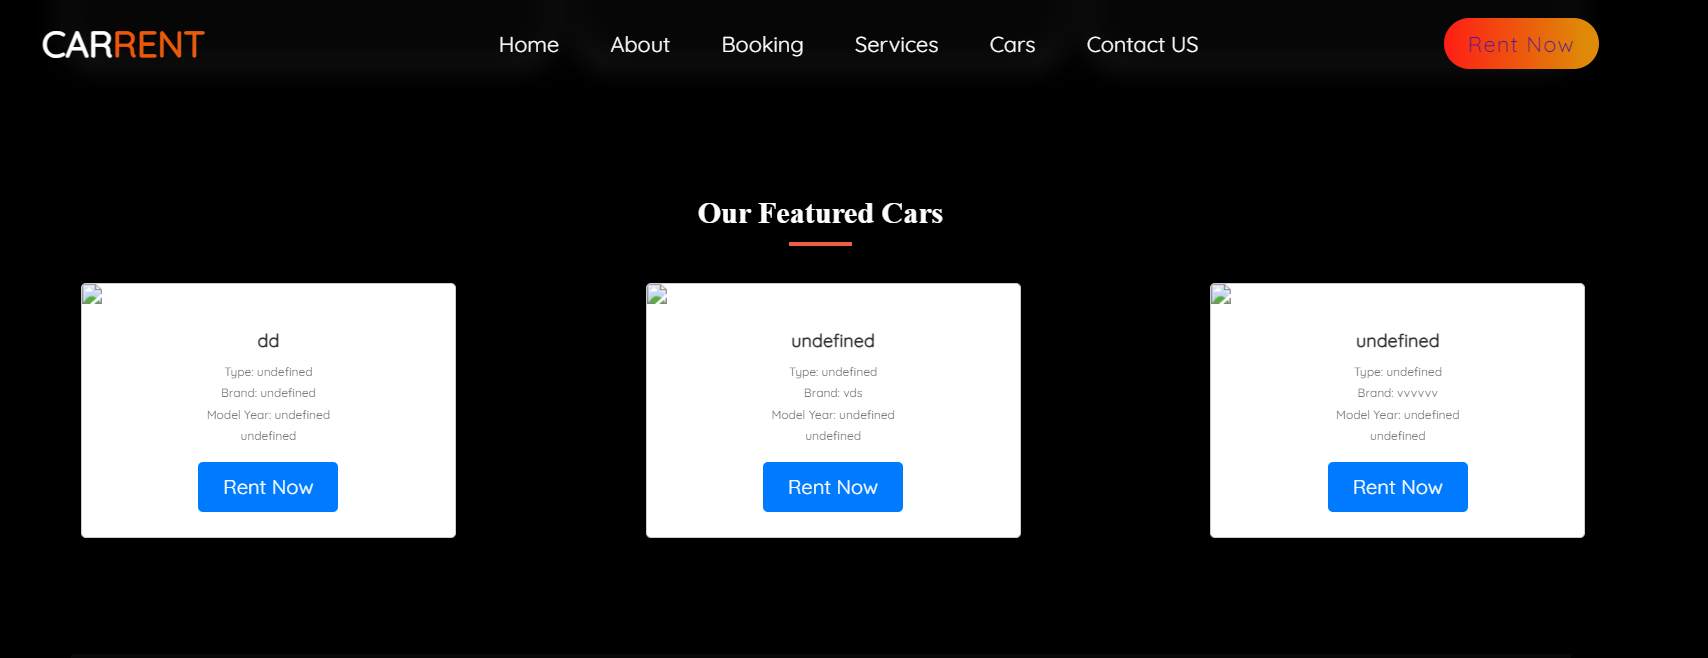 CARRENT Home About Booking Services Cars Contact US Rent Now
Our Featured Cars
dd
Type: undefined
Brand: undefined
Model Year: undefined
undefined
Rent Now
undefined
Type: undefined
Brand: vds
Model Year: undefined
undefined
Rent Now
undefined
Type: undefined
Brand: vvvvvv
Model Year: undefined
undefined
Rent Now